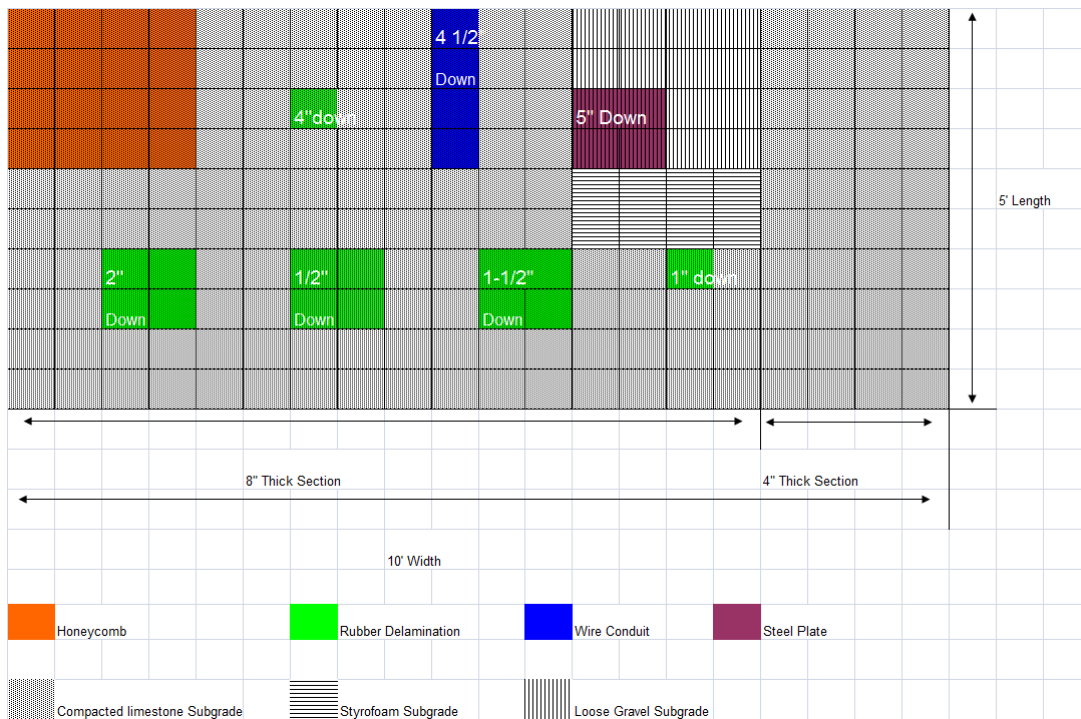 4 1/2"
Down
4"down
5" Down
5' Length
2"
Down
1/2"
Down
1-1/2"
Down
1" down
8" Thick Section
4" Thick Section
10' Width
Honeycomb
Rubber Delamination
Wire Conduit
Steel Plate
Compacted limestone Subgrade
Styrofoam Subgrade
Loose Gravel Subgrade